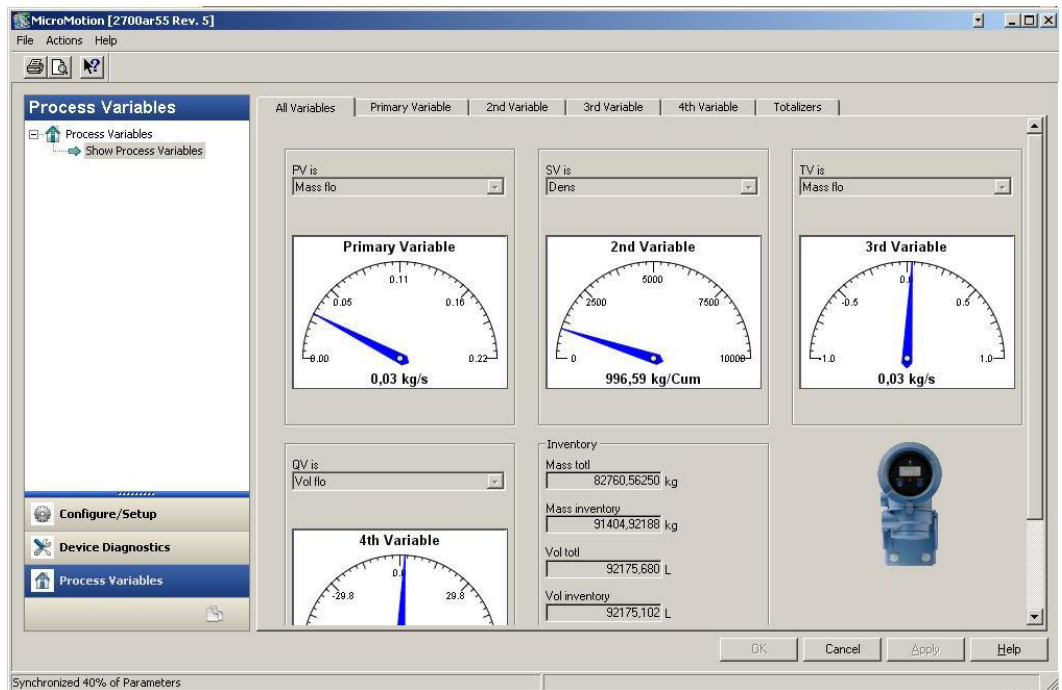 MicroMotion [2700ar55 Rev. 5]
File Actions Help
Process Variables
Process Variables
Show Process Variables
Configure/Setup
Device Diagnostics
Process Variables
All Variables Primary Variable 2nd Variable 3rd Variable 4th Variable Totalizers
PV is
Mass flo
Primary Variable
0.00 0.05 0.11 0.16 0.22
0,03 kg/s
SV is
Dens
2nd Variable
0 2500 5000 7500 10000
996,59 kg/Cum
TV is
Mass flo
3rd Variable
-1.0 -0.5 0.0 0.5 1.0
0,03 kg/s
QV is
Vol flo
4th Variable
-29.8 0.0 29.8
Inventory
Mass totl
82760,56250 kg
Mass inventory
91404,92188 kg
Vol totl
92175,680 L
Vol inventory
92175,102 L
OK Cancel Apply Help
Synchronized 40% of Parameters